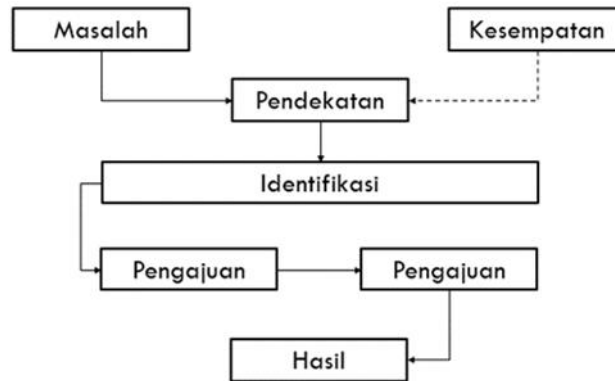 Masalah
Kesempatan
Pendekatan
Identifikasi
Pengajuan
Pengajuan
Hasil